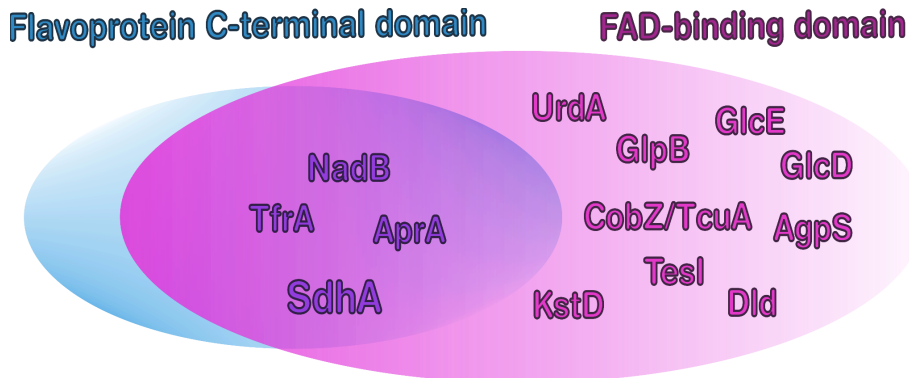 Flavoprotein C-terminal domain
FAD-binding domain
UrdA
GlcE
GlpB
GlcD
NadB
TfrA
AprA
CobZ/TcuA
AgpS
TesI
SdhA
KstD
Dld